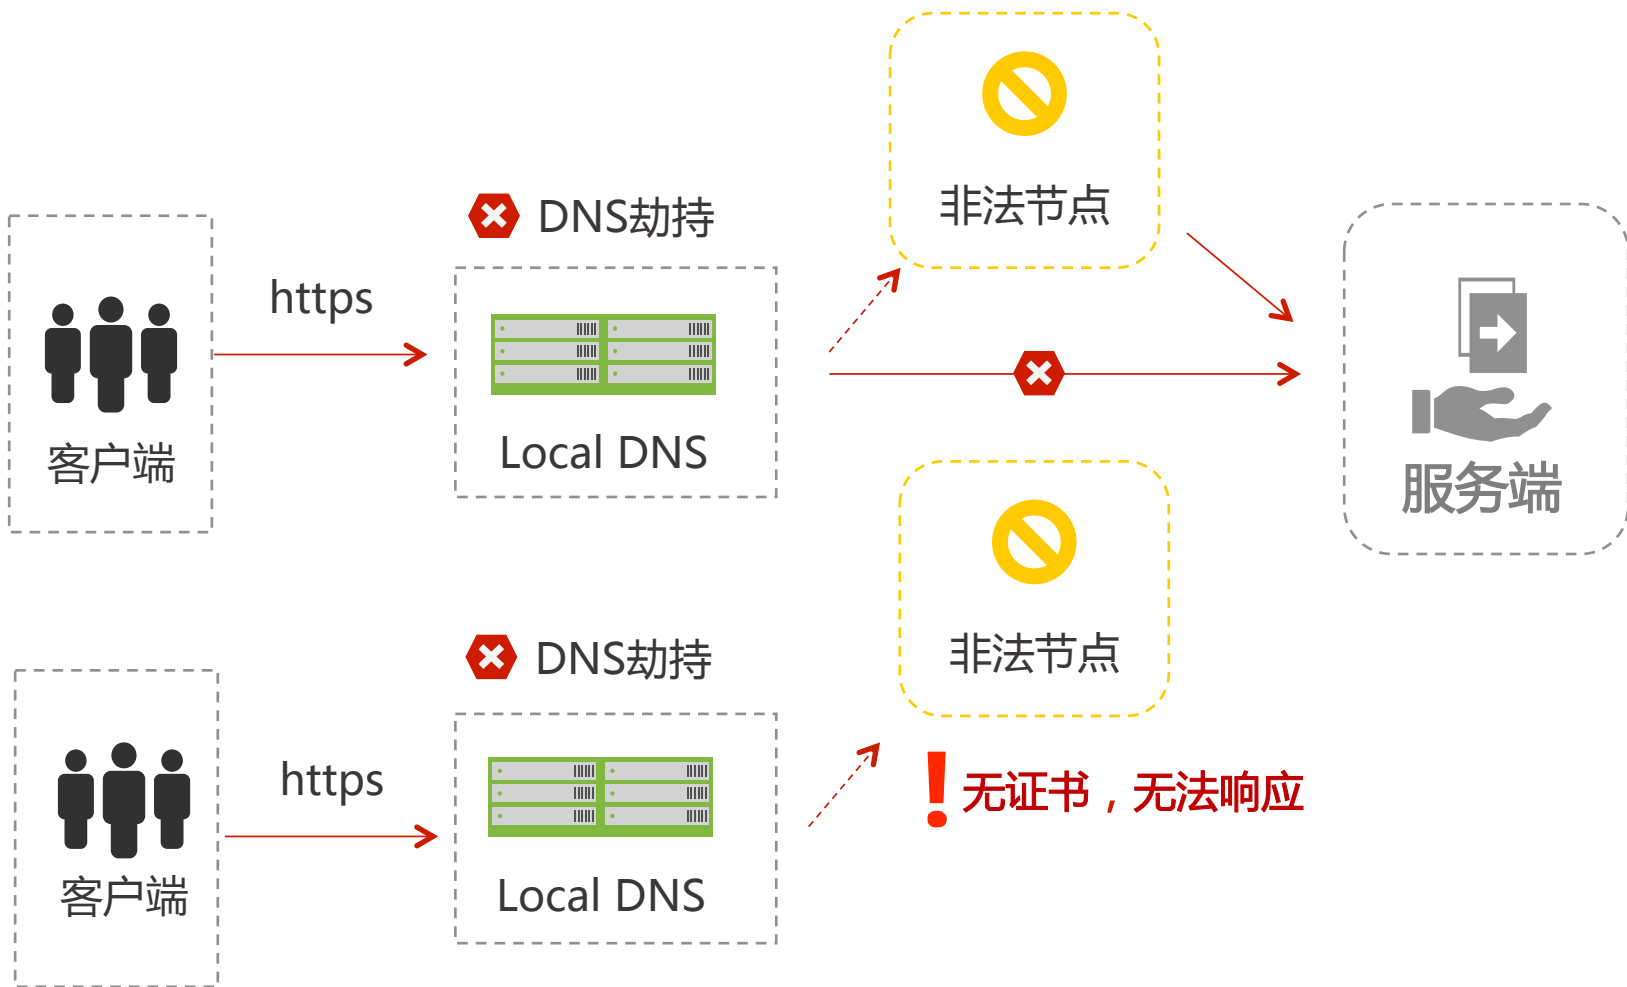 非法节点
DNS劫持
https
客户端
Local DNS
服务端
非法节点
DNS劫持
https
无证书，无法响应
客户端
Local DNS